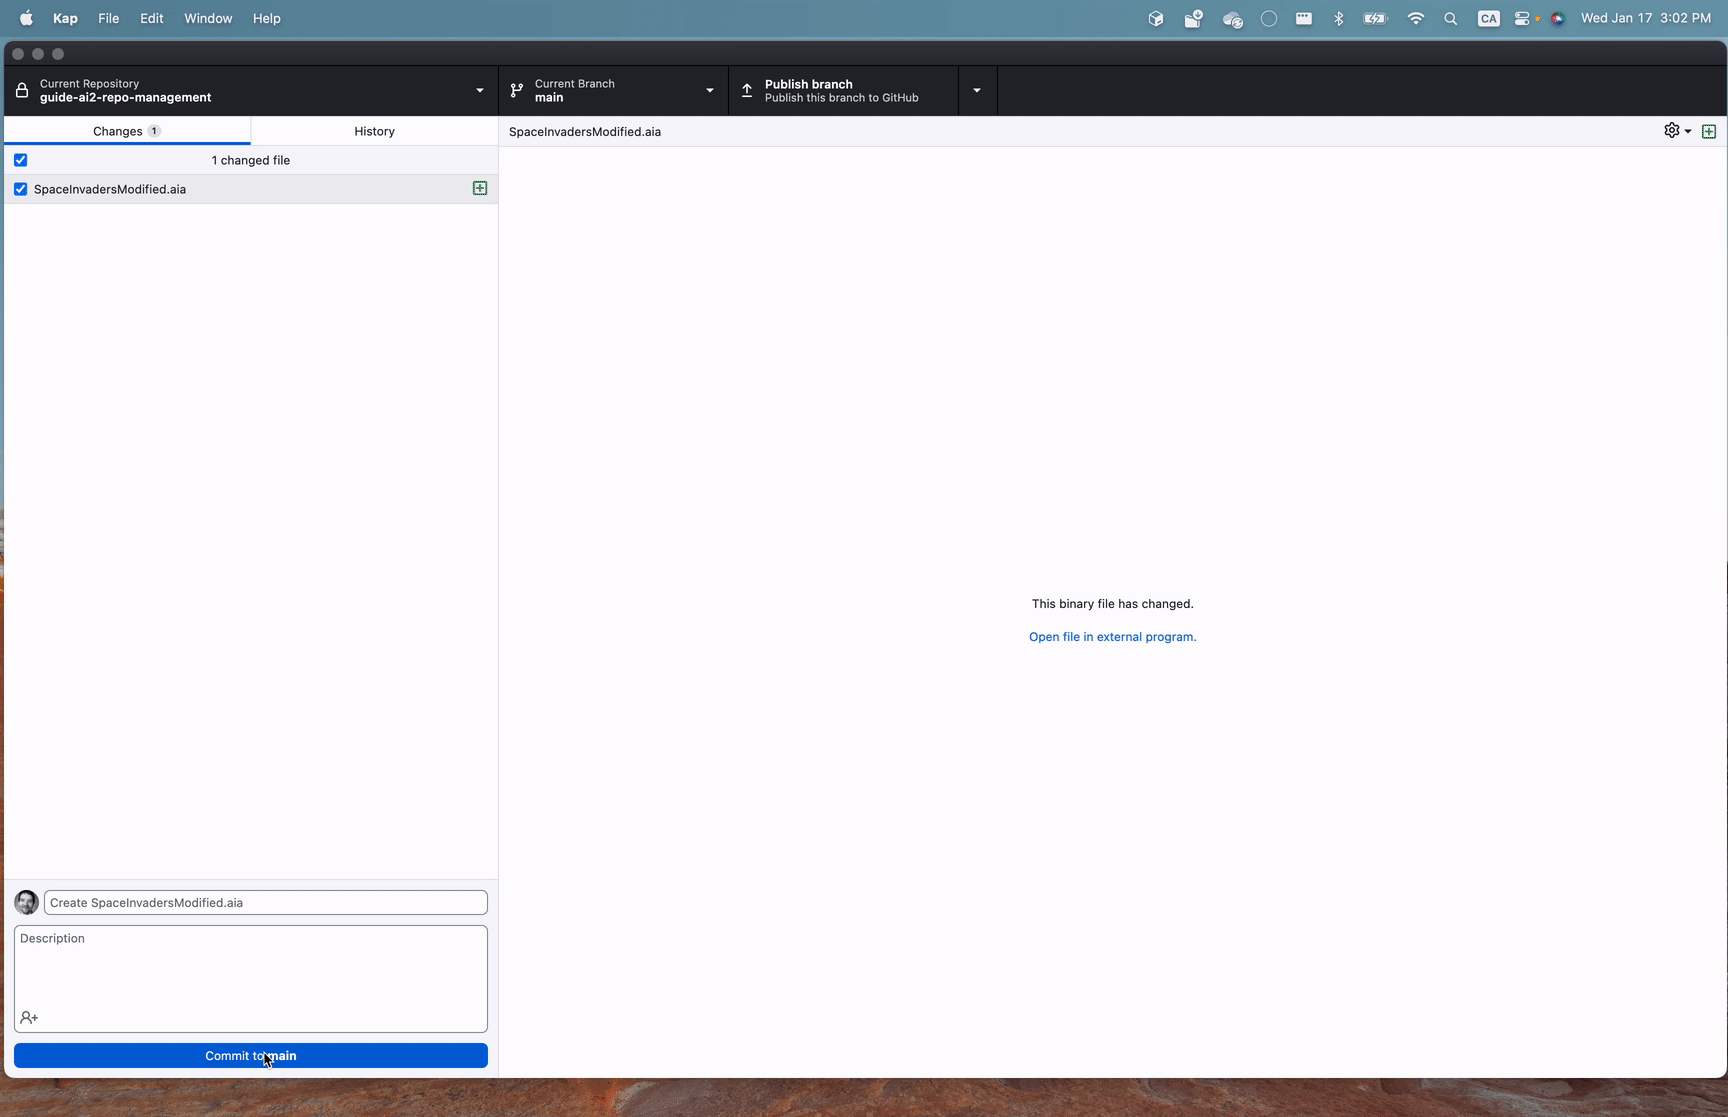 Kap File Edit Window Help CA Wed Jan 17 3:02 PM
Current Repository
guide-ai2-repo-management
Current Branch
main
Publish branch
Publish this branch to GitHub
Changes 1 History
SpaceInvadersModified.aia
1 changed file
SpaceInvadersModified.aia
This binary file has changed.
Open file in external program.
Create SpaceInvadersModified.aia
Description
Commit to main